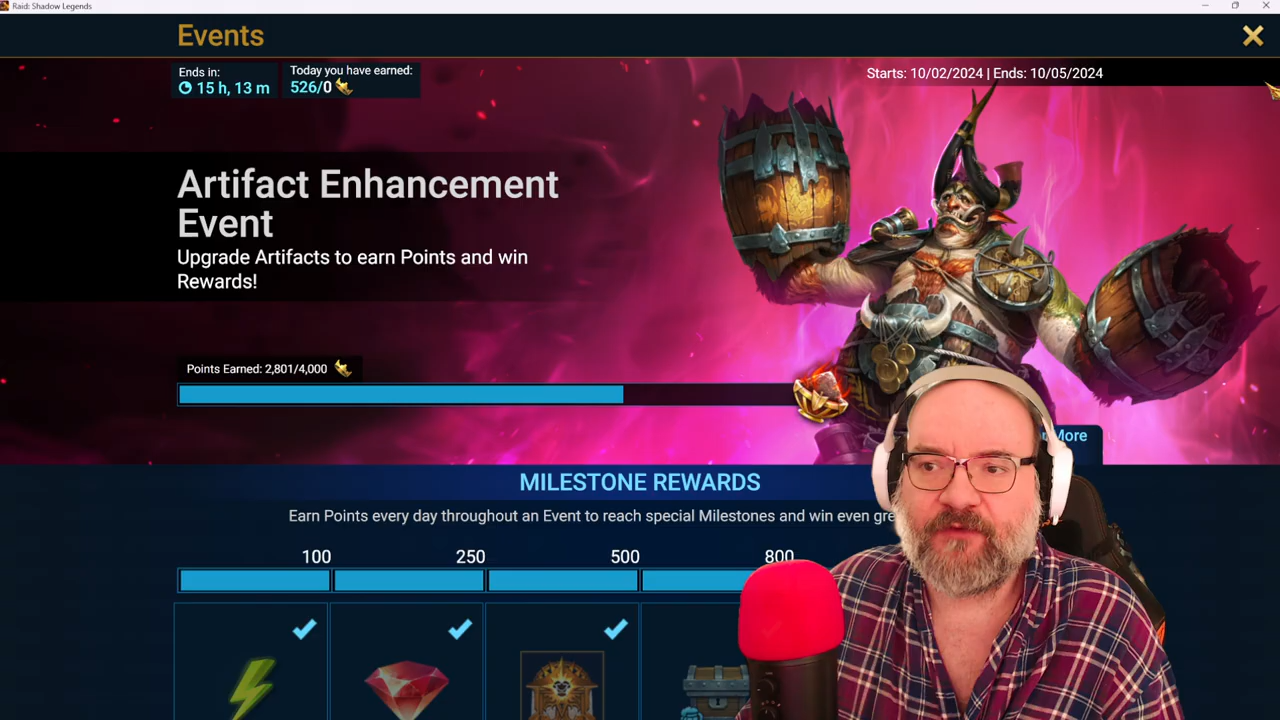 Raid: Shadow Legends
Events
Ends in:
15 h, 13 m
Today you have earned:
526/0
Starts: 10/02/2024 | Ends: 10/05/2024
Artifact Enhancement
Event
Upgrade Artifacts to earn Points and win
Rewards!
Points Earned: 2,801/4,000
More
MILESTONE REWARDS
Earn Points every day throughout an Event to reach special Milestones and win even gre
100 250 500 800